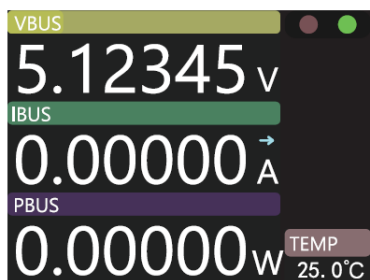 VBUS
5.12345 V
IBUS
0.00000 A
PBUS
0.00000 W
TEMP
25.0°C